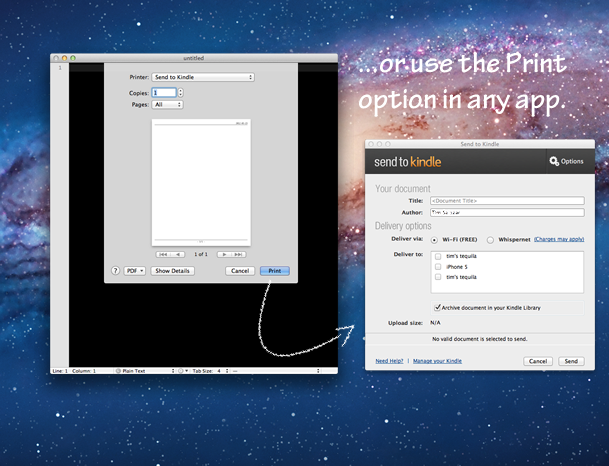 ...or use the Print
option in any app.
untitled
1
Printer: Send to Kindle
Copies: 1
Pages: All
1 of 1
? PDF Show Details Cancel Print
Line: 1 Column: 1 Plain Text Tab Size: 4 —
Send to Kindle
send to kindle Options
Your document
Title: <Document Title>
Author: Tim
Delivery options
Deliver via: Wi-Fi (FREE) Whispernet (Charges may apply)
Deliver to: tim's tequila
iPhone 5
tim's tequila
Archive document in your Kindle Library
Upload size: N/A
No valid document is selected to send.
Need Help? | Manage your Kindle Cancel Send